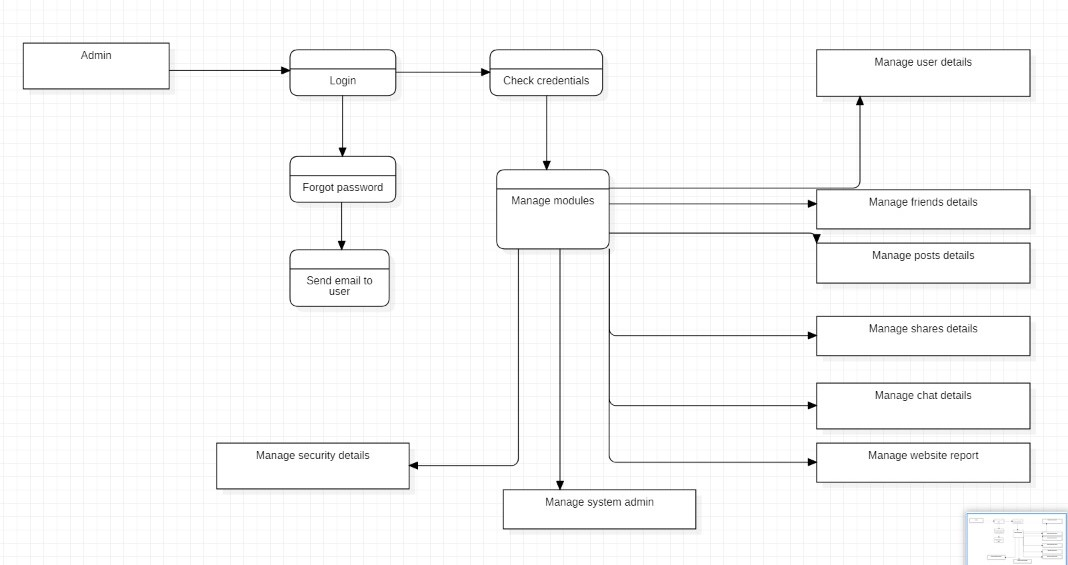 Admin
Login
Check credentials
Manage user details
Forgot password
Manage modules
Manage friends details
Manage posts details
Send email to
user
Manage shares details
Manage chat details
Manage security details
Manage website report
Manage system admin